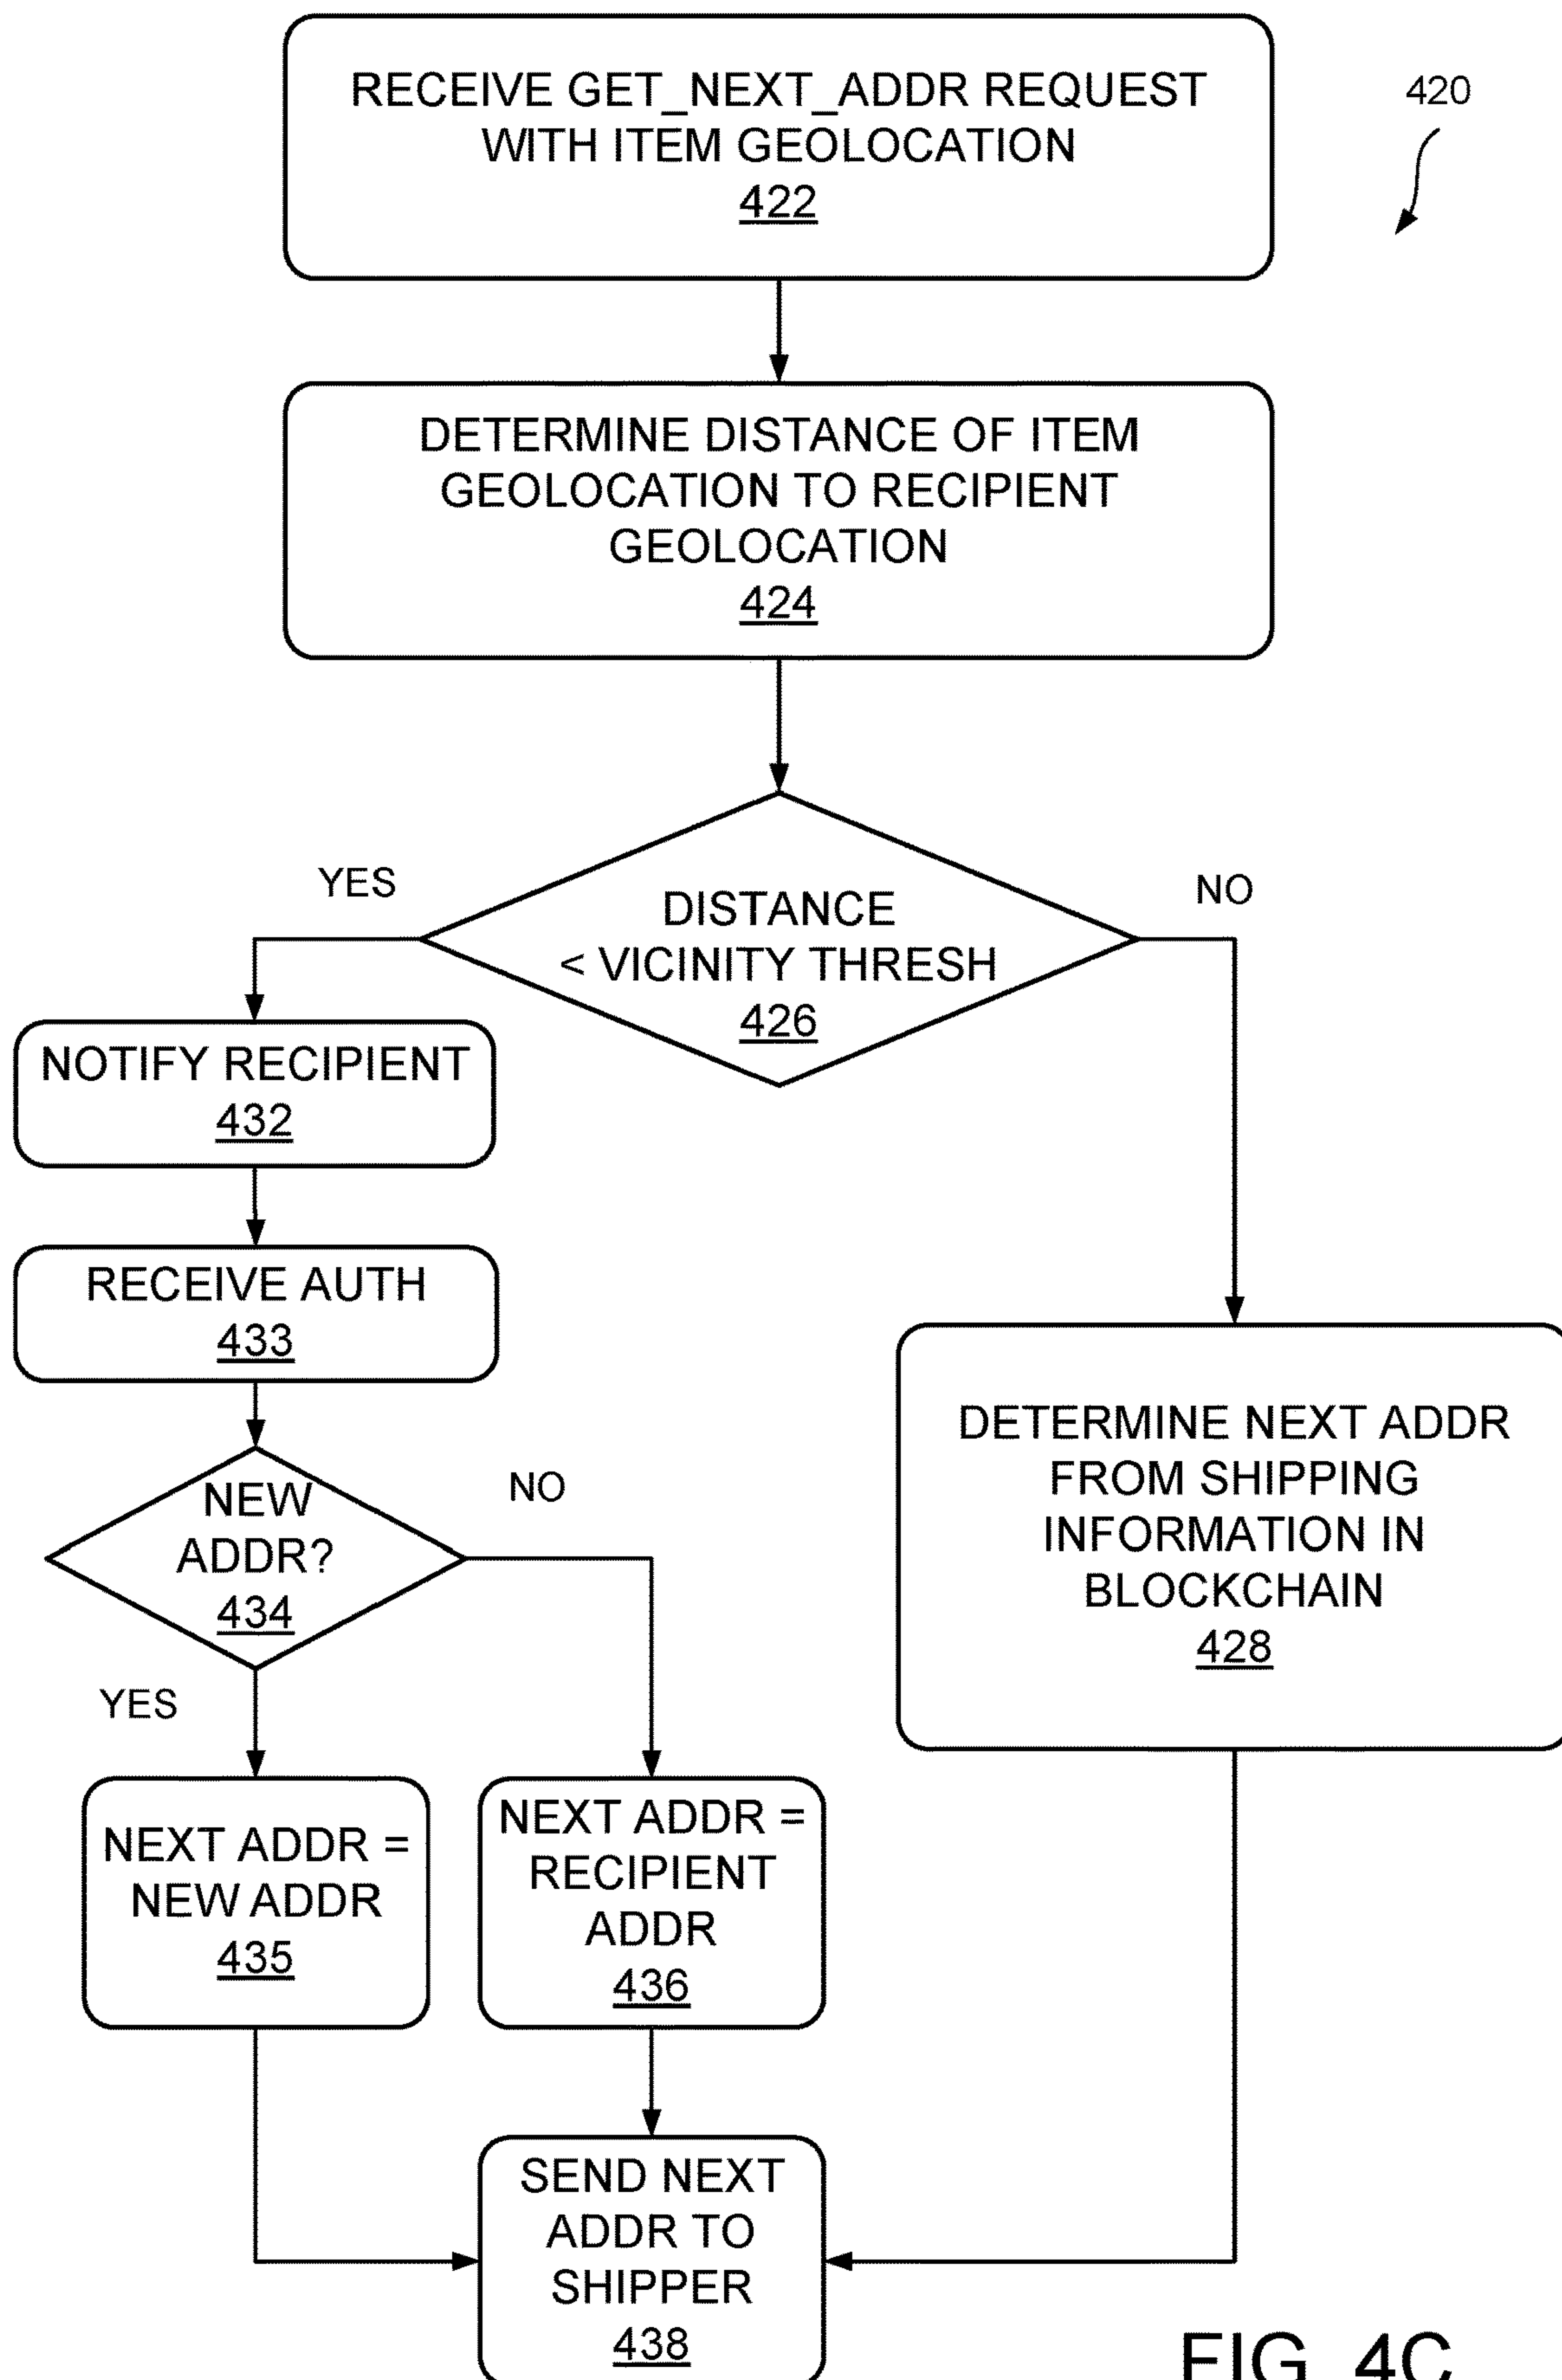 RECEIVE GET_NEXT_ADDR REQUEST
WITH ITEM GEOLOCATION
422
420
DETERMINE DISTANCE OF ITEM
GEOLOCATION TO RECIPIENT
GEOLOCATION
424
YES
NO
DISTANCE
< VICINITY THRESH
426
NOTIFY RECIPIENT
432
RECEIVE AUTH
433
NEW
ADDR?
434
NO
YES
DETERMINE NEXT ADDR
FROM SHIPPING
INFORMATION IN
BLOCKCHAIN
428
NEXT ADDR =
NEW ADDR
435
NEXT ADDR =
RECIPIENT
ADDR
436
SEND NEXT
ADDR TO
SHIPPER
438
FIG. 4C